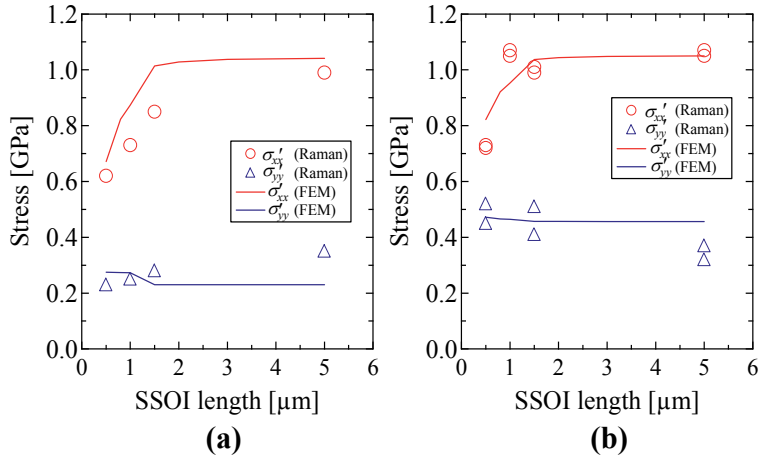 Stress [GPa]
1.2
1.0
0.8
0.6
0.4
0.2
0.0
σxx′ (Raman)
σyy′ (Raman)
σxx′ (FEM)
σyy′ (FEM)
0 1 2 3 4 5 6
SSOI length [µm]
(a)
Stress [GPa]
1.2
1.0
0.8
0.6
0.4
0.2
0.0
σxx′ (Raman)
σyy′ (Raman)
σxx′ (FEM)
σyy′ (FEM)
0 1 2 3 4 5 6
SSOI length [µm]
(b)